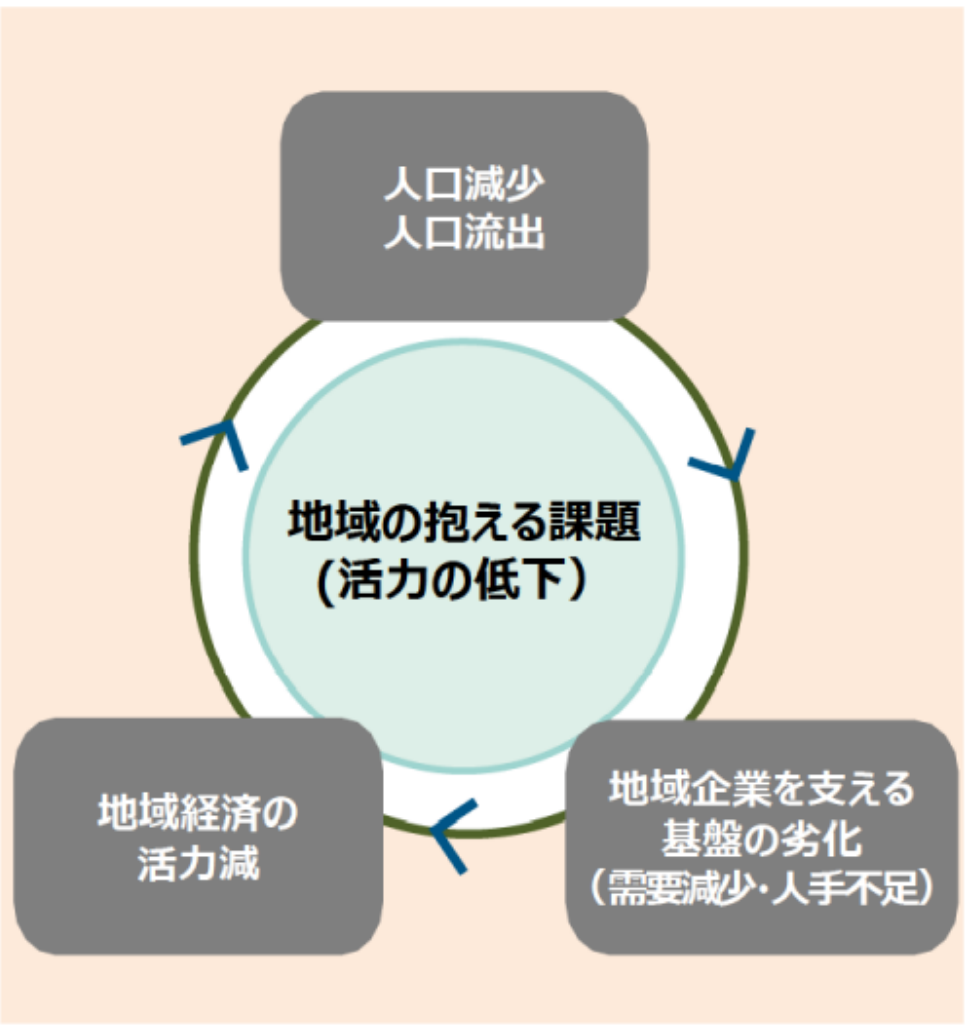 人口減少
人口流出
地域の抱える課題
(活力の低下）
地域経済の
活力減
地域企業を支える
基盤の劣化
（需要減少･人手不足）